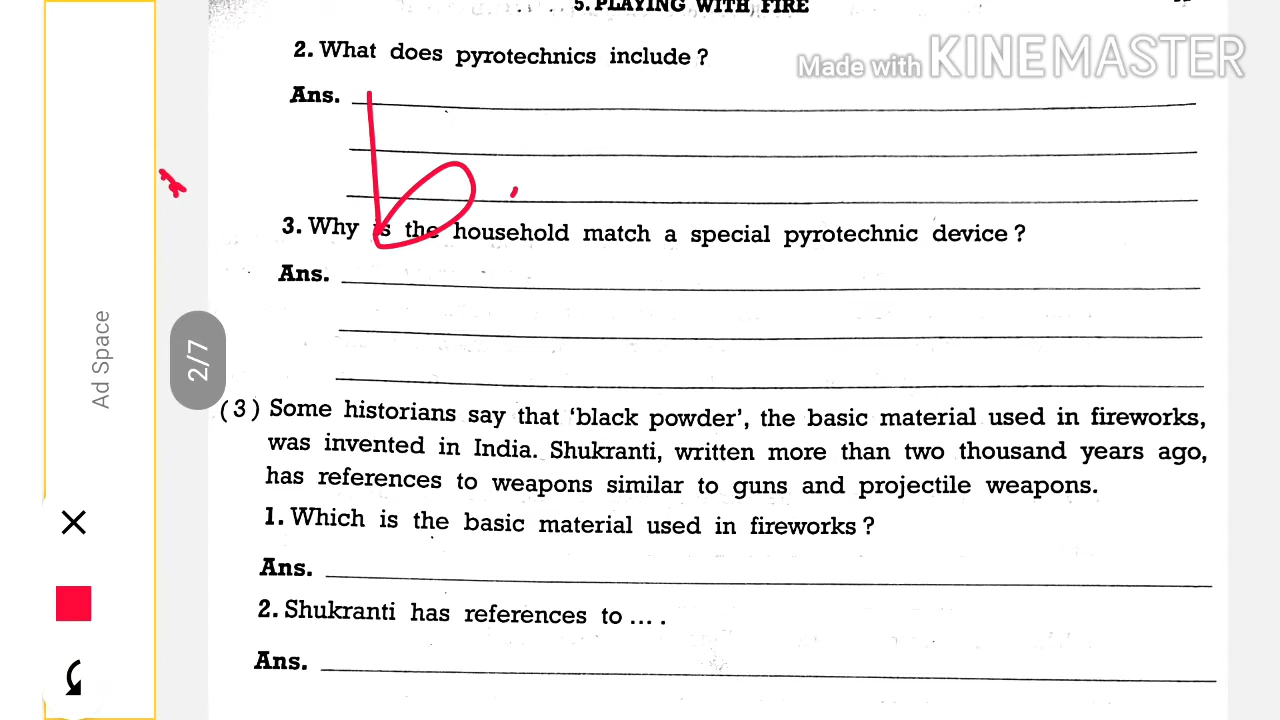 5. PLAYING WITH FIRE
Made with KINEMASTER
2. What does pyrotechnics include ?
Ans.
3. Why is the household match a special pyrotechnic device ?
Ans.
Ad Space
2/7
(3) Some historians say that ‘black powder’, the basic material used in fireworks,
was invented in India. Shukranti, written more than two thousand years ago,
has references to weapons similar to guns and projectile weapons.
1. Which is the basic material used in fireworks ?
Ans.
2. Shukranti has references to ... .
Ans.